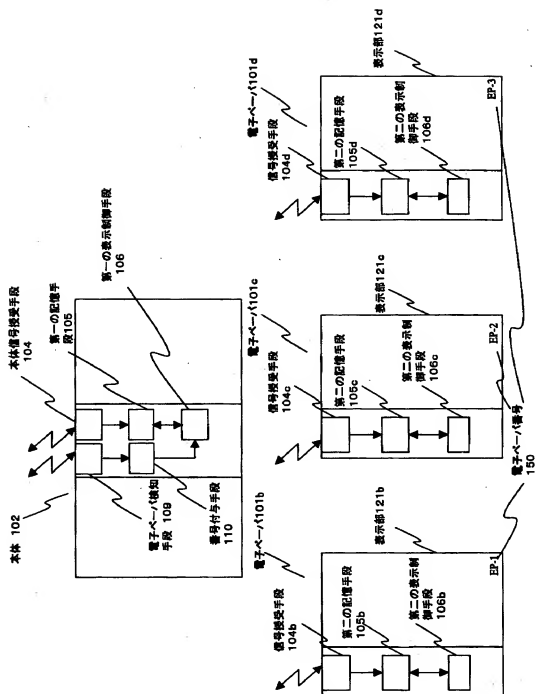 本体 102
本体信号授受手段
104
第一の記憶手
段105
第一の表示制御手段
106
電子ペーパ検知
手段 109
番号付与手段
110
電子ペーパ101b
信号授受手段
104b
第二の記憶手段
105b
第二の表示制
御手段
106b
表示部121b
EP-1
電子ペーパ101c
信号授受手段
104c
第二の記憶手段
105c
第二の表示制
御手段
106c
表示部121c
EP-2
電子ペーパ101d
信号授受手段
104d
第二の記憶手段
105d
第二の表示制
御手段
106d
表示部121d
EP-3
電子ペーパ番号
150